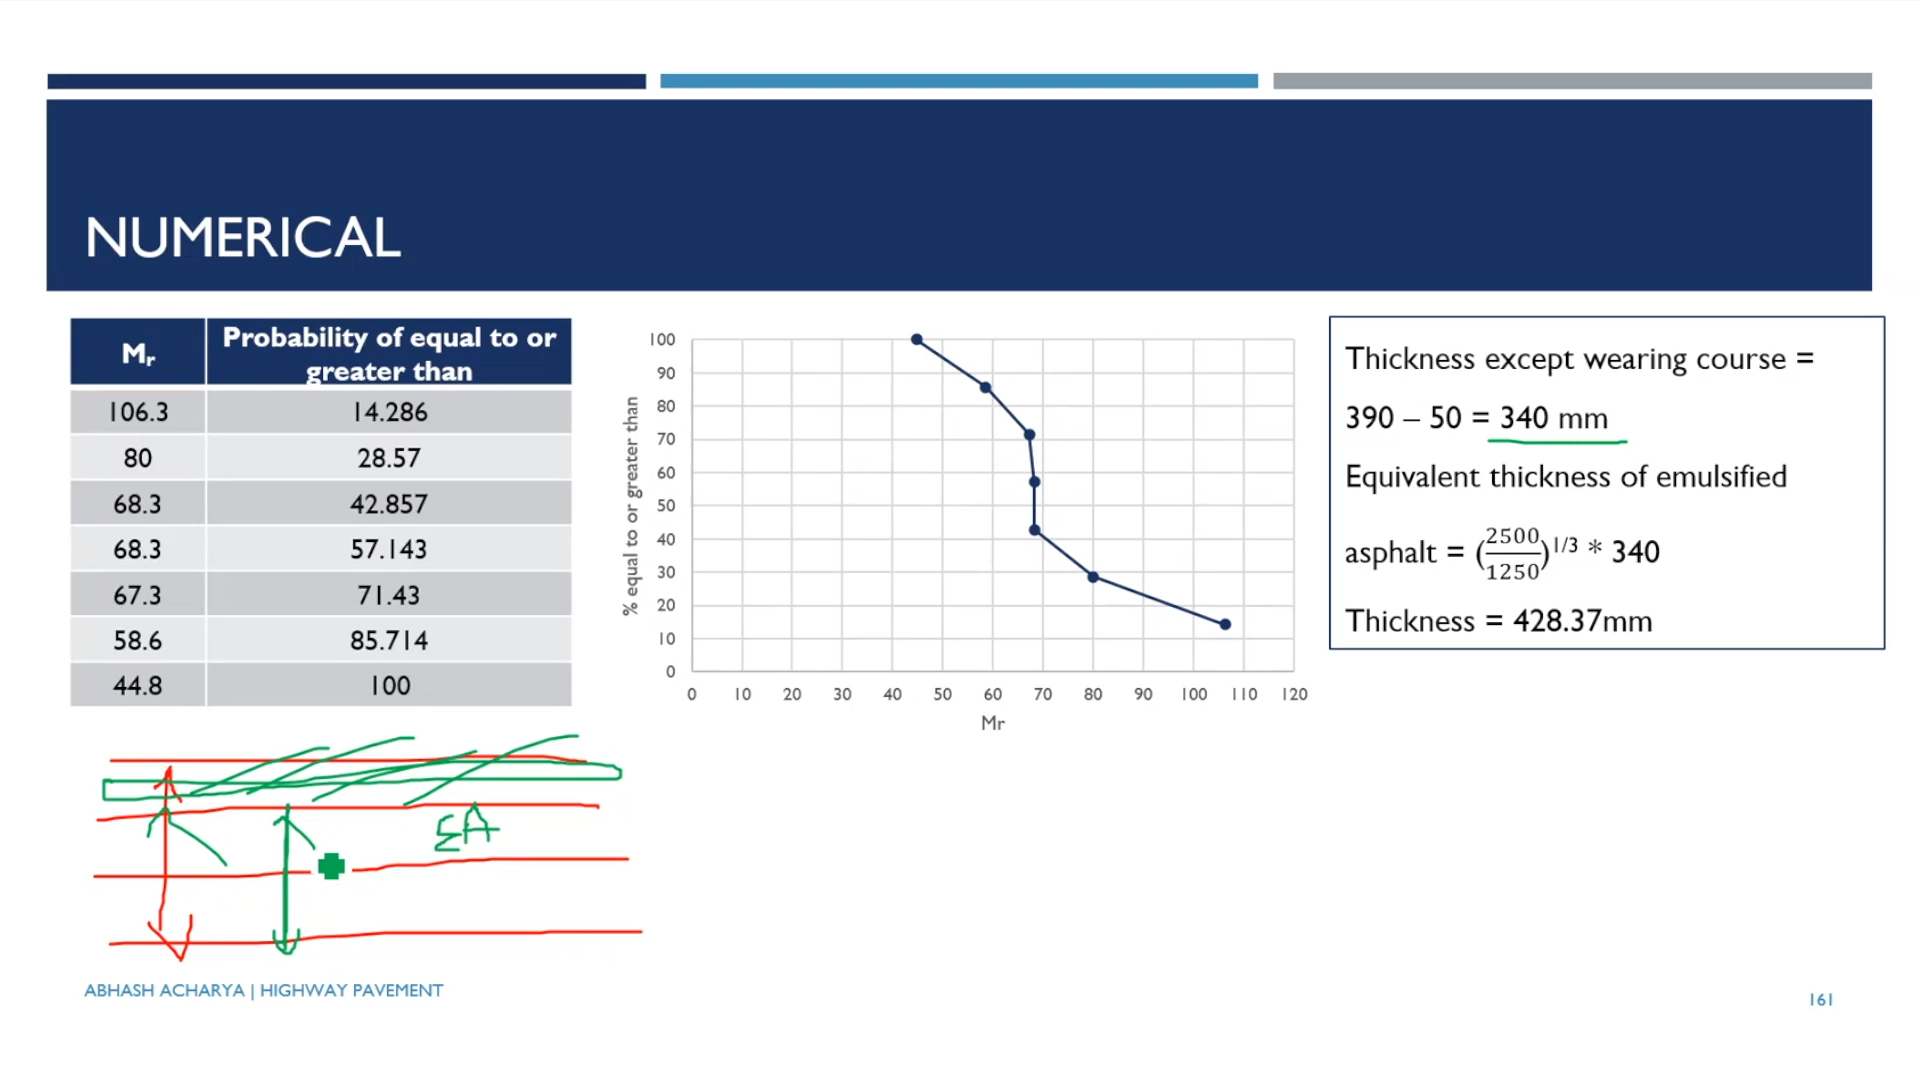 NUMERICAL
Mr
Probability of equal to or
greater than
106.3 14.286
80 28.57
68.3 42.857
68.3 57.143
67.3 71.43
58.6 85.714
44.8 100
% equal to or greater than
100
90
80
70
60
50
40
30
20
10
0
0 10 20 30 40 50 60 70 80 90 100 110 120
Mr
Thickness except wearing course =
390 – 50 = 340 mm
Equivalent thickness of emulsified
asphalt = (2500/1250)^1/3 * 340
Thickness = 428.37mm
EA
ABHASH ACHARYA | HIGHWAY PAVEMENT
161